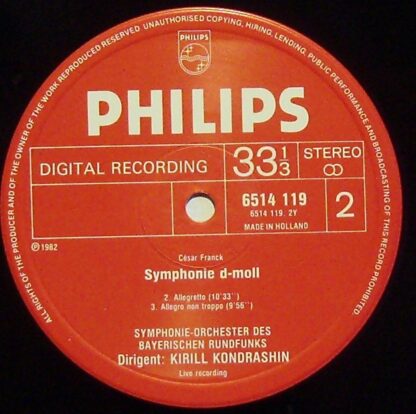 ALL RIGHTS OF THE PRODUCER AND OF THE OWNER OF THE WORK REPRODUCED RESERVED UNAUTHORISED COPYING, HIRING, LENDING, PUBLIC PERFORMANCE AND BROADCASTING OF THIS RECORD PROHIBITED.
PHILIPS
PHILIPS
DIGITAL RECORDING
33 1/3
STEREO
6514 119
6514 119.2Y
MADE IN HOLLAND
2
℗ 1982
César Franck
Symphonie d-moll
2. Allegretto (10'33'')
3. Allegro non troppo (9'56'')
SYMPHONIE-ORCHESTER DES
BAYERISCHEN RUNDFUNKS
Dirigent: KIRILL KONDRASHIN
Live recording